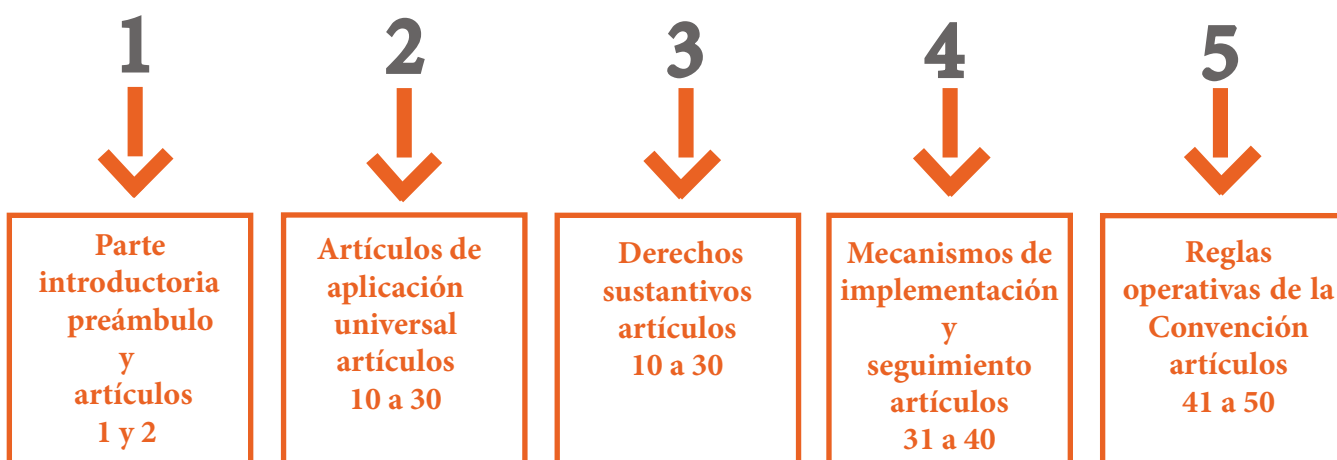 1
Parte
introductoria
preámbulo
y
artículos
1 y 2
2
Artículos de
aplicación
universal
artículos
10 a 30
3
Derechos
sustantivos
artículos
10 a 30
4
Mecanismos de
implementación
y
seguimiento
artículos
31 a 40
5
Reglas
operativas de la
Convención
artículos
41 a 50